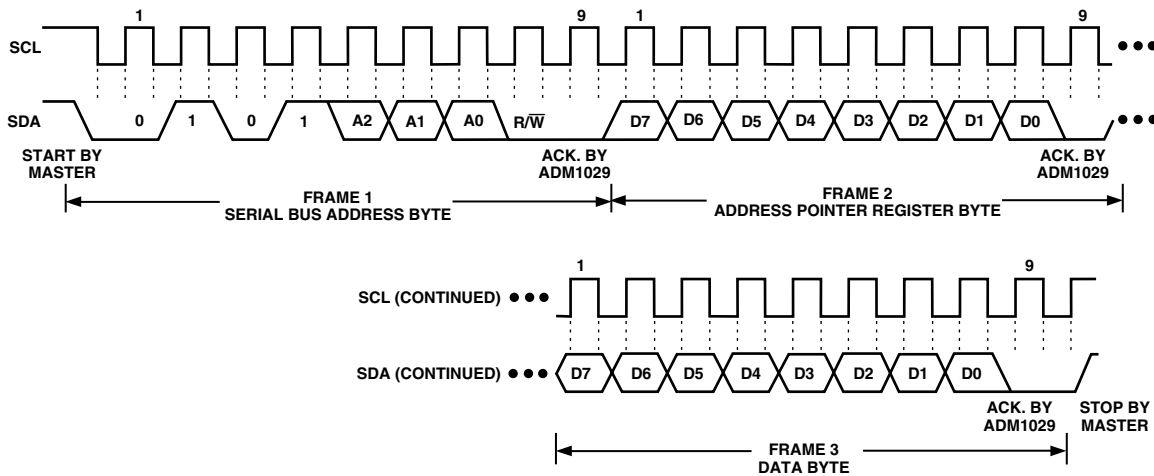 1 9 1 9
SCL
SDA 0 1 0 1 A2 A1 A0 R/W̅ D7 D6 D5 D4 D3 D2 D1 D0
START BY
MASTER
ACK. BY
ADM1029
ACK. BY
ADM1029
FRAME 1
SERIAL BUS ADDRESS BYTE
FRAME 2
ADDRESS POINTER REGISTER BYTE
1 9
SCL (CONTINUED)
SDA (CONTINUED) D7 D6 D5 D4 D3 D2 D1 D0
ACK. BY
ADM1029
STOP BY
MASTER
FRAME 3
DATA BYTE